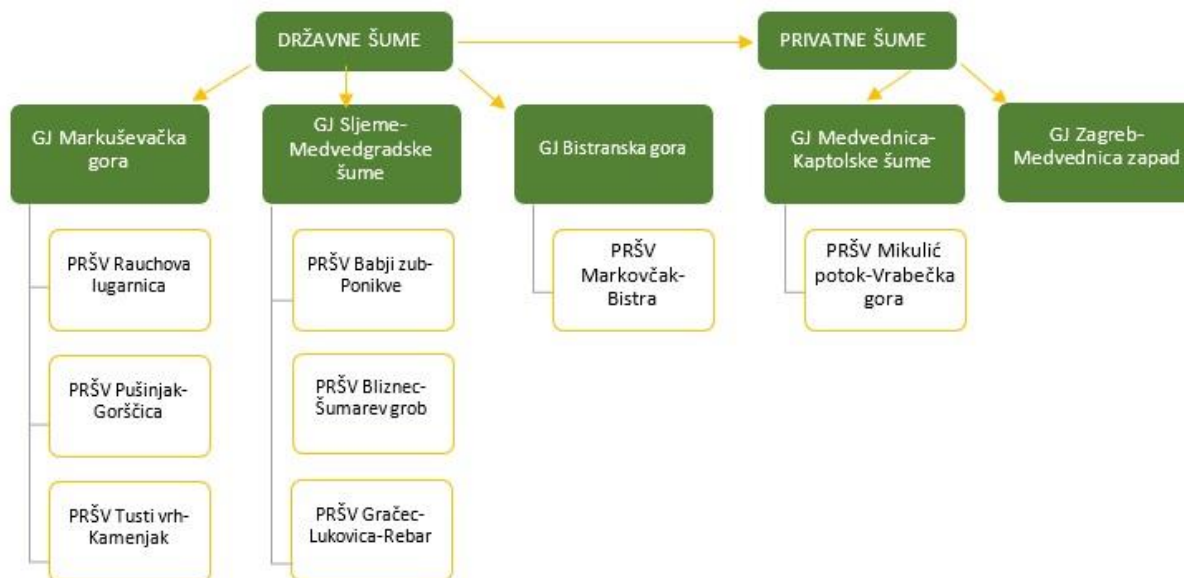 DRŽAVNE ŠUME
PRIVATNE ŠUME
GJ Markuševačka
gora
GJ Sljeme-
Medvedgradske
šume
GJ Bistranska gora
GJ Medvednica-
Kaptolske šume
GJ Zagreb-
Medvednica zapad
PRŠV Rauchova
lugarnica
PRŠV Babji zub-
Ponikve
PRŠV
Markovčak-
Bistra
PRŠV Mikulić
potok-Vrabečka
gora
PRŠV Pušinjak-
Gorščica
PRŠV Bliznec-
Šumarev grob
PRŠV Tusti vrh-
Kamenjak
PRŠV Gračec-
Lukovica-Rebar